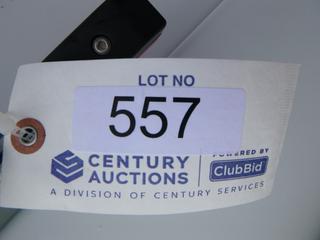 LOT NO
557
CENTURY
AUCTIONS
POWERED BY
ClubBid
A DIVISION OF CENTURY SERVICES